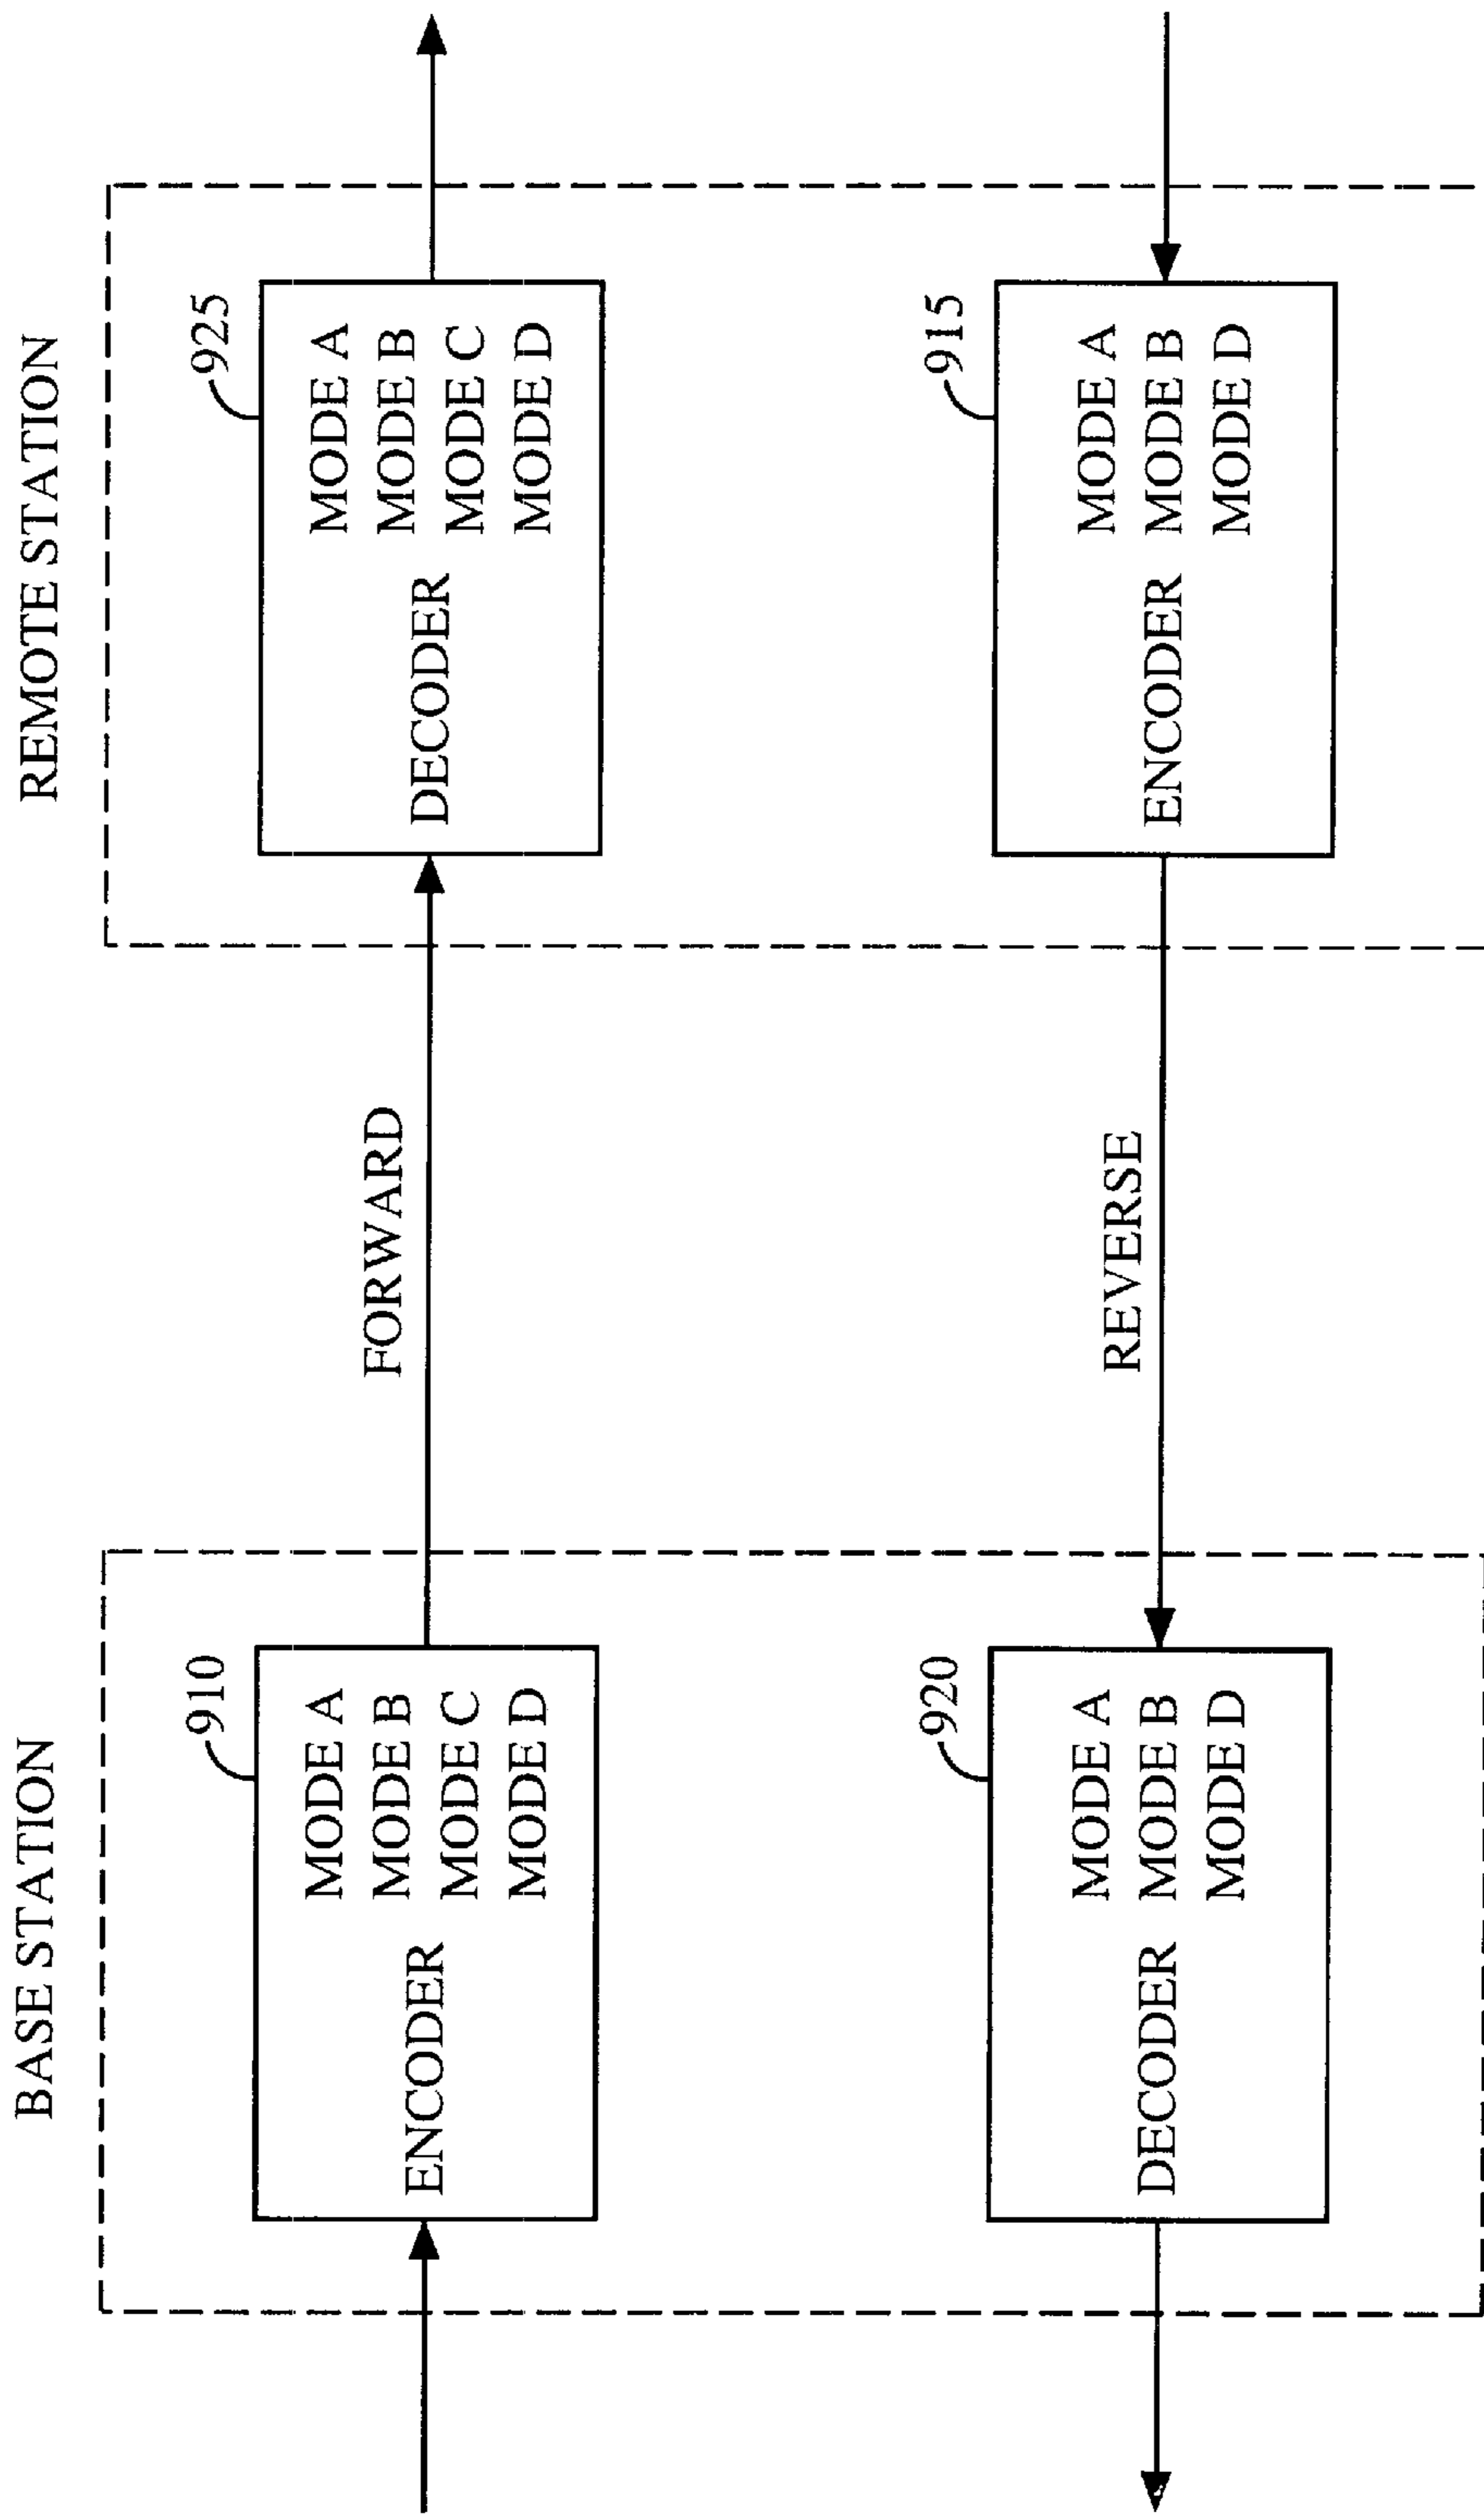 BASE STATION
REMOTE STATION
910
ENCODER
MODE A
MODE B
MODE C
MODE D
FORWARD
925
DECODER
MODE A
MODE B
MODE C
MODE D
920
DECODER
MODE A
MODE B
MODE D
REVERSE
915
ENCODER
MODE A
MODE B
MODE D